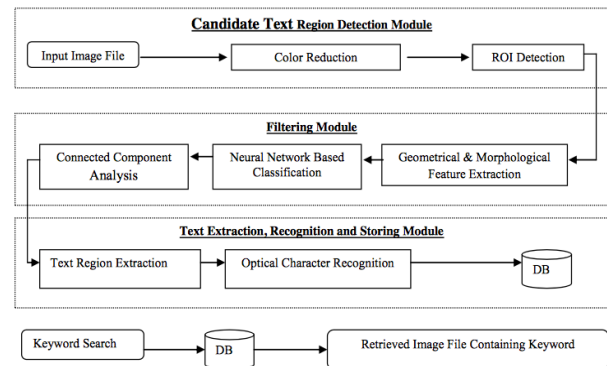 Candidate Text Region Detection Module
Input Image File
Color Reduction
ROI Detection
Filtering Module
Connected Component
Analysis
Neural Network Based
Classification
Geometrical & Morphological
Feature Extraction
Text Extraction, Recognition and Storing Module
Text Region Extraction
Optical Character Recognition
DB
Keyword Search
DB
Retrieved Image File Containing Keyword